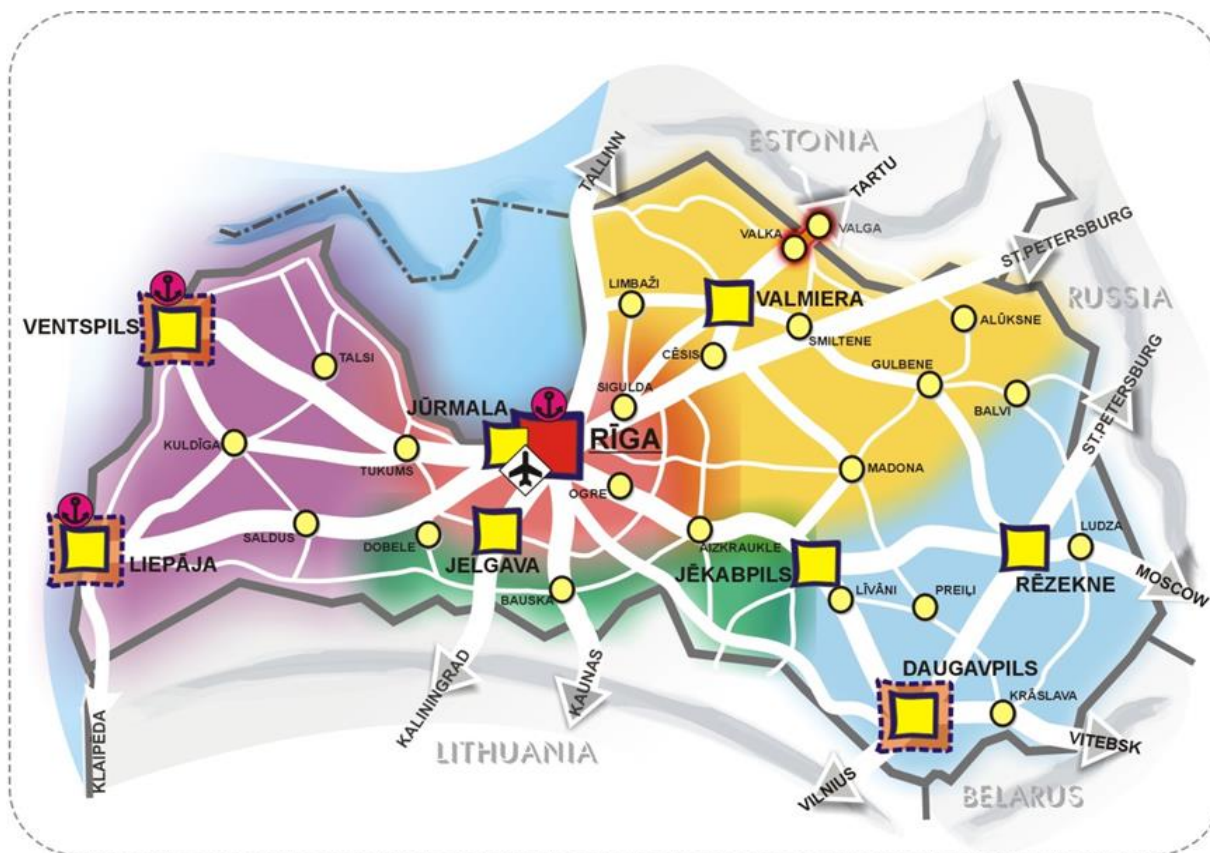 ESTONIA
TALLINN
TARTU
VALKA
VALGA
ST.PETERSBURG
RUSSIA
LIMBAŽI
VALMIERA
VENTSPILS
SMILTENE
ALŪKSNE
TALSI
CĒSIS
GULBENE
SIGULDA
BALVI
ST.PETERSBURG
JŪRMALA
RĪGA
KULDĪGA
TUKUMS
MADONA
OGRE
LUDZA
SALDUS
DOBELE
AIZKRAUKLE
LIEPĀJA
JELGAVA
JĒKABPILS
RĒZEKNE
MOSCOW
BAUSKA
LĪVĀNI
PREIĻI
DAUGAVPILS
KRĀSLAVA
KLAIPEDA
KALININGRAD
KAUNAS
LITHUANIA
VILNIUS
VITEBSK
BELARUS